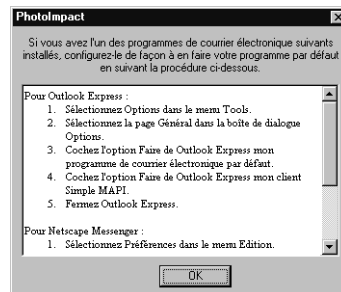 PhotoImpact
Si vous avez l'un des programmes de courrier électronique suivants
installés, configurez-le de façon à en faire votre programme par défaut
en suivant la procédure ci-dessous.
Pour Outlook Express :
1. Sélectionnez Options dans le menu Tools.
2. Sélectionnez la page Général dans la boîte de dialogue
Options.
3. Cochez l'option Faire de Outlook Express mon
programme de courrier électronique par défaut.
4. Cochez l'option Faire de Outlook Express mon client
Simple MAPI.
5. Fermez Outlook Express.
Pour Netscape Messenger :
1. Sélectionnez Préférences dans le menu Edition.
OK